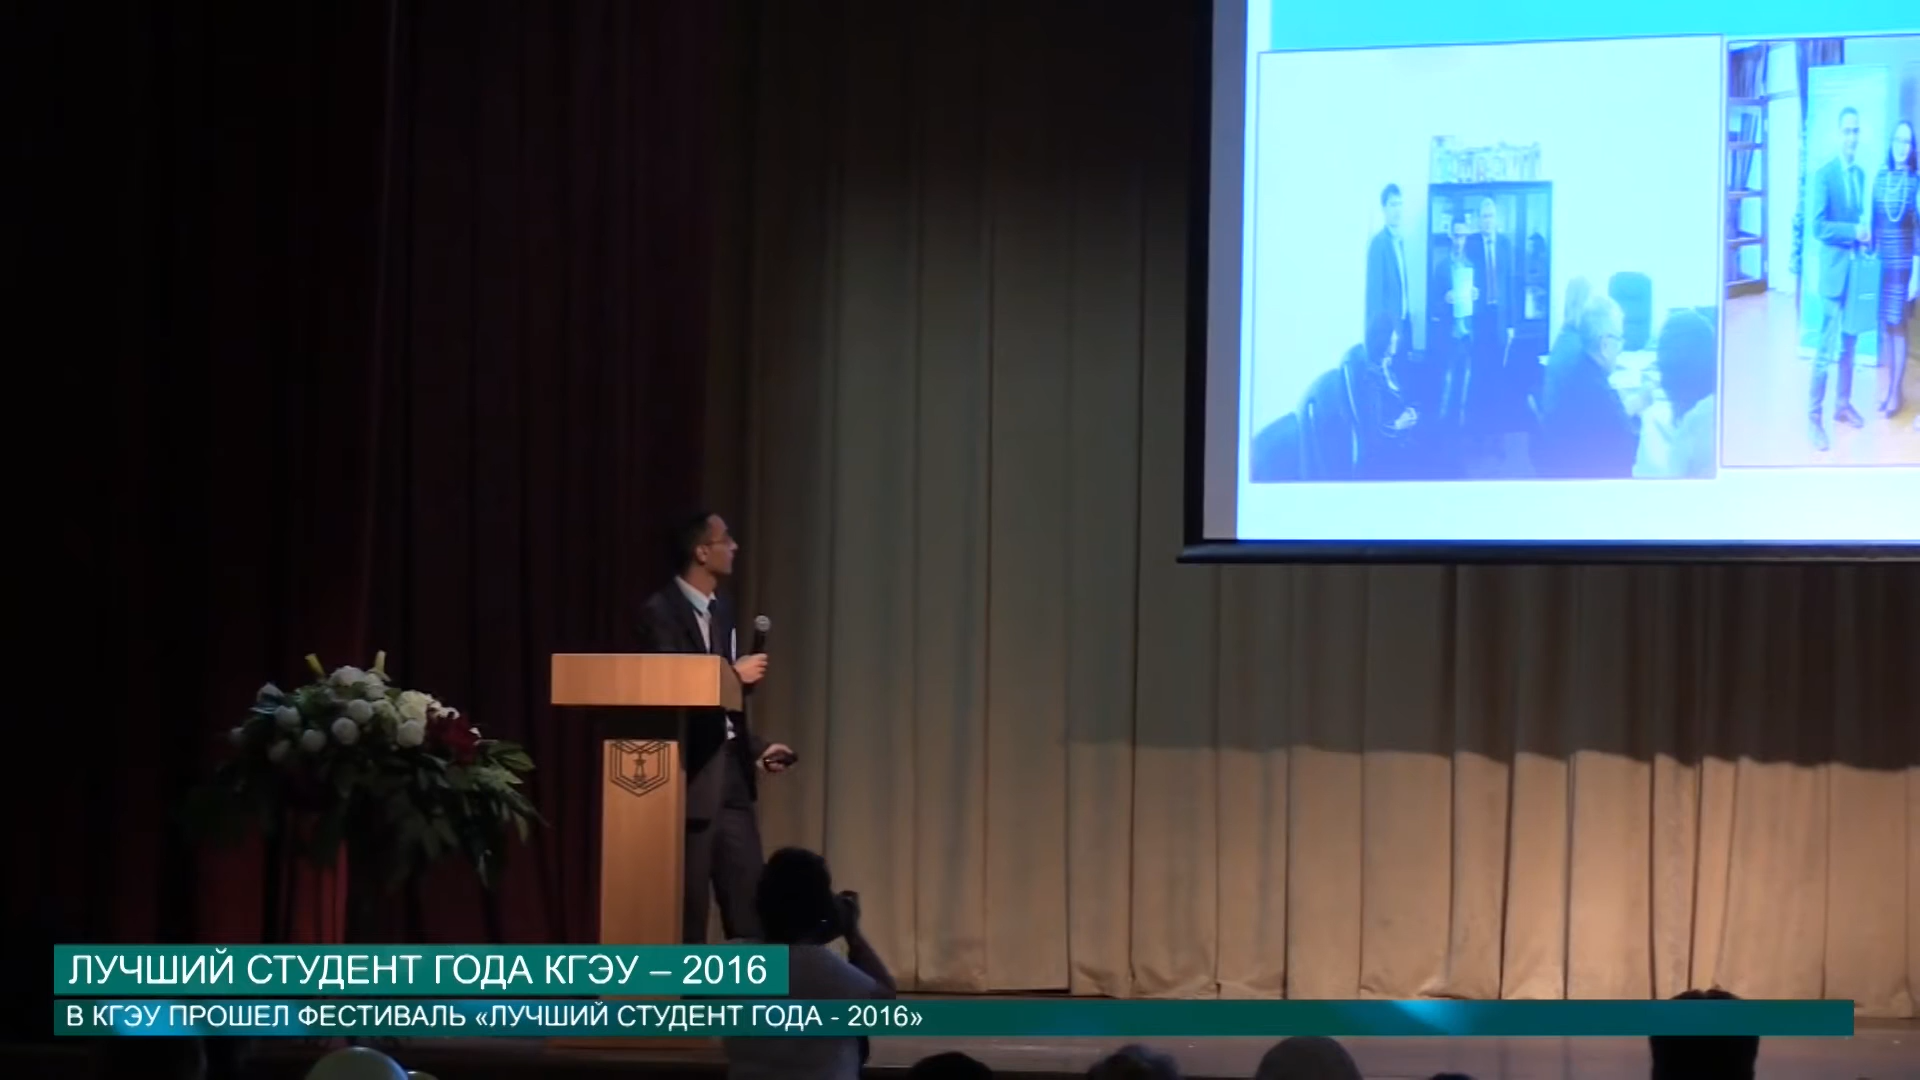 ЛУЧШИЙ СТУДЕНТ ГОДА КГЭУ – 2016
В КГЭУ ПРОШЕЛ ФЕСТИВАЛЬ «ЛУЧШИЙ СТУДЕНТ ГОДА - 2016»